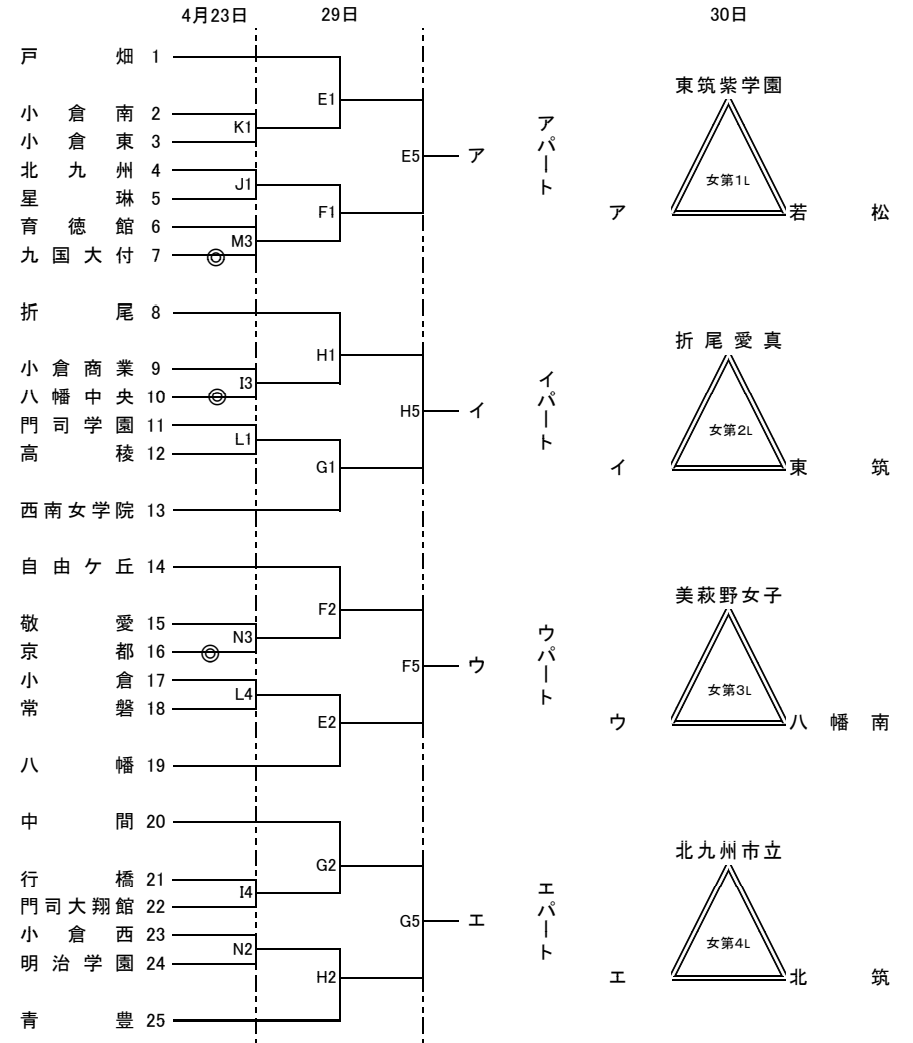 4月23日 29日 30日
戸畑 1
E1
東筑紫学園
小倉南 2
K1
小倉東 3
E5 ア アパート
北九州 4
J1
星琳 5
F1
女第1L
ア 若松
育徳館 6
M3
九国大付 7 ◎
折尾 8
H1
折尾愛真
小倉商業 9
I3
八幡中央 10 ◎
H5 イ イパート
門司学園 11
L1
高稜 12
G1
女第2L
イ 東筑
西南女学院 13
自由ケ丘 14
F2
美萩野女子
敬愛 15
N3
京都 16 ◎
F5 ウ ウパート
小倉 17
L4
常磐 18
E2
女第3L
ウ 八幡南
八幡 19
中間 20
G2
北九州市立
行橋 21
I4
門司大翔館 22
G5 エ エパート
小倉西 23
N2
明治学園 24
H2
女第4L
エ 北筑
青豊 25